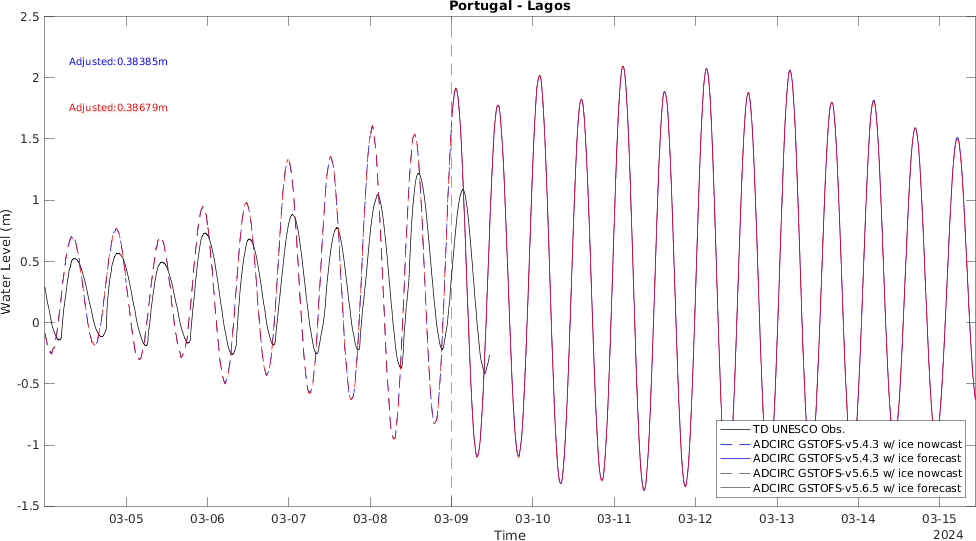 Portugal - Lagos
2.5
2
1.5
1
0.5
0
-0.5
-1
-1.5
Water Level (m)
Adjusted:0.38385m
Adjusted:0.38679m
TD UNESCO Obs.
ADCIRC GSTOFS-v5.4.3 w/ ice nowcast
ADCIRC GSTOFS-v5.4.3 w/ ice forecast
ADCIRC GSTOFS-v5.6.5 w/ ice nowcast
ADCIRC GSTOFS-v5.6.5 w/ ice forecast
03-05 03-06 03-07 03-08 03-09 03-10 03-11 03-12 03-13 03-14 03-15
Time
2024